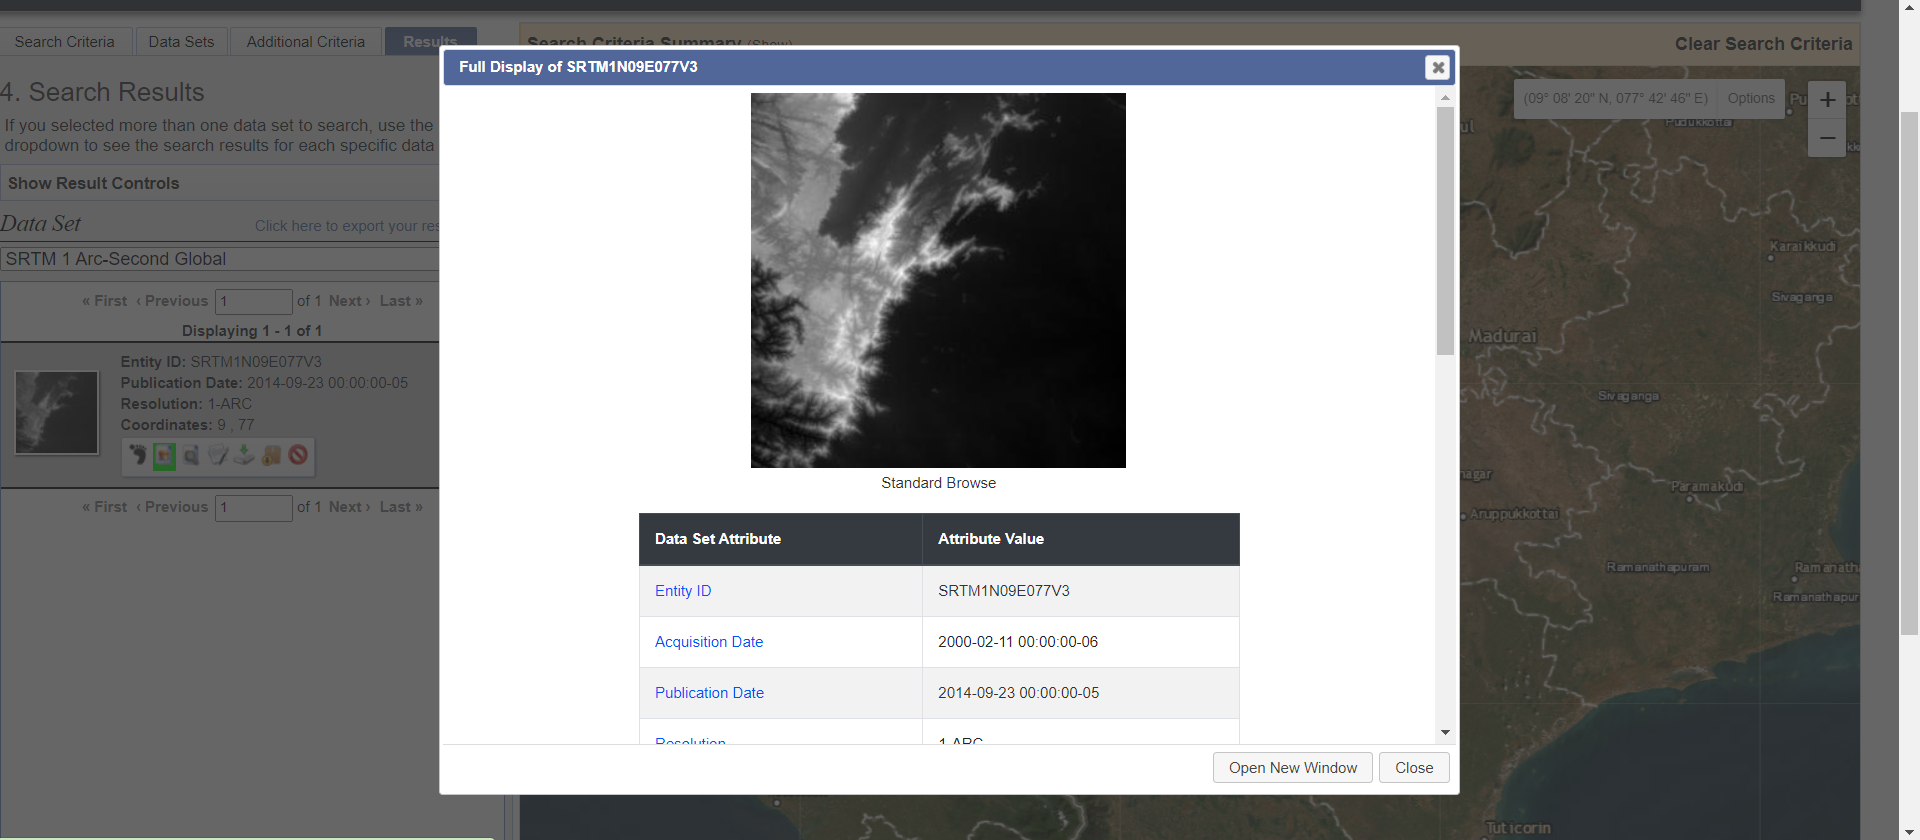 Search Criteria
Data Sets
Additional Criteria
Results
Search Criteria Summary (Show)
Clear Search Criteria
4. Search Results
If you selected more than one data set to search, use the
dropdown to see the search results for each specific data
Show Result Controls
Data Set
Click here to export your res
SRTM 1 Arc-Second Global
« First ‹ Previous 1 of 1 Next › Last »
Displaying 1 - 1 of 1
Entity ID: SRTM1N09E077V3
Publication Date: 2014-09-23 00:00:00-05
Resolution: 1-ARC
Coordinates: 9 , 77
« First ‹ Previous 1 of 1 Next › Last »
Full Display of SRTM1N09E077V3
Standard Browse
Data Set Attribute Attribute Value
Entity ID SRTM1N09E077V3
Acquisition Date 2000-02-11 00:00:00-06
Publication Date 2014-09-23 00:00:00-05
Resolution 1-ARC
Open New Window
Close
(09° 08' 20" N, 077° 42' 46" E)
Options
+
−
Pudukkottai
Karaikkudi
Sivaganga
Madurai
Sivaganga
nagar
Paramakudi
Aruppukkottai
Ramanathapuram
Ramanath
Ramanathapur
Tuticorin